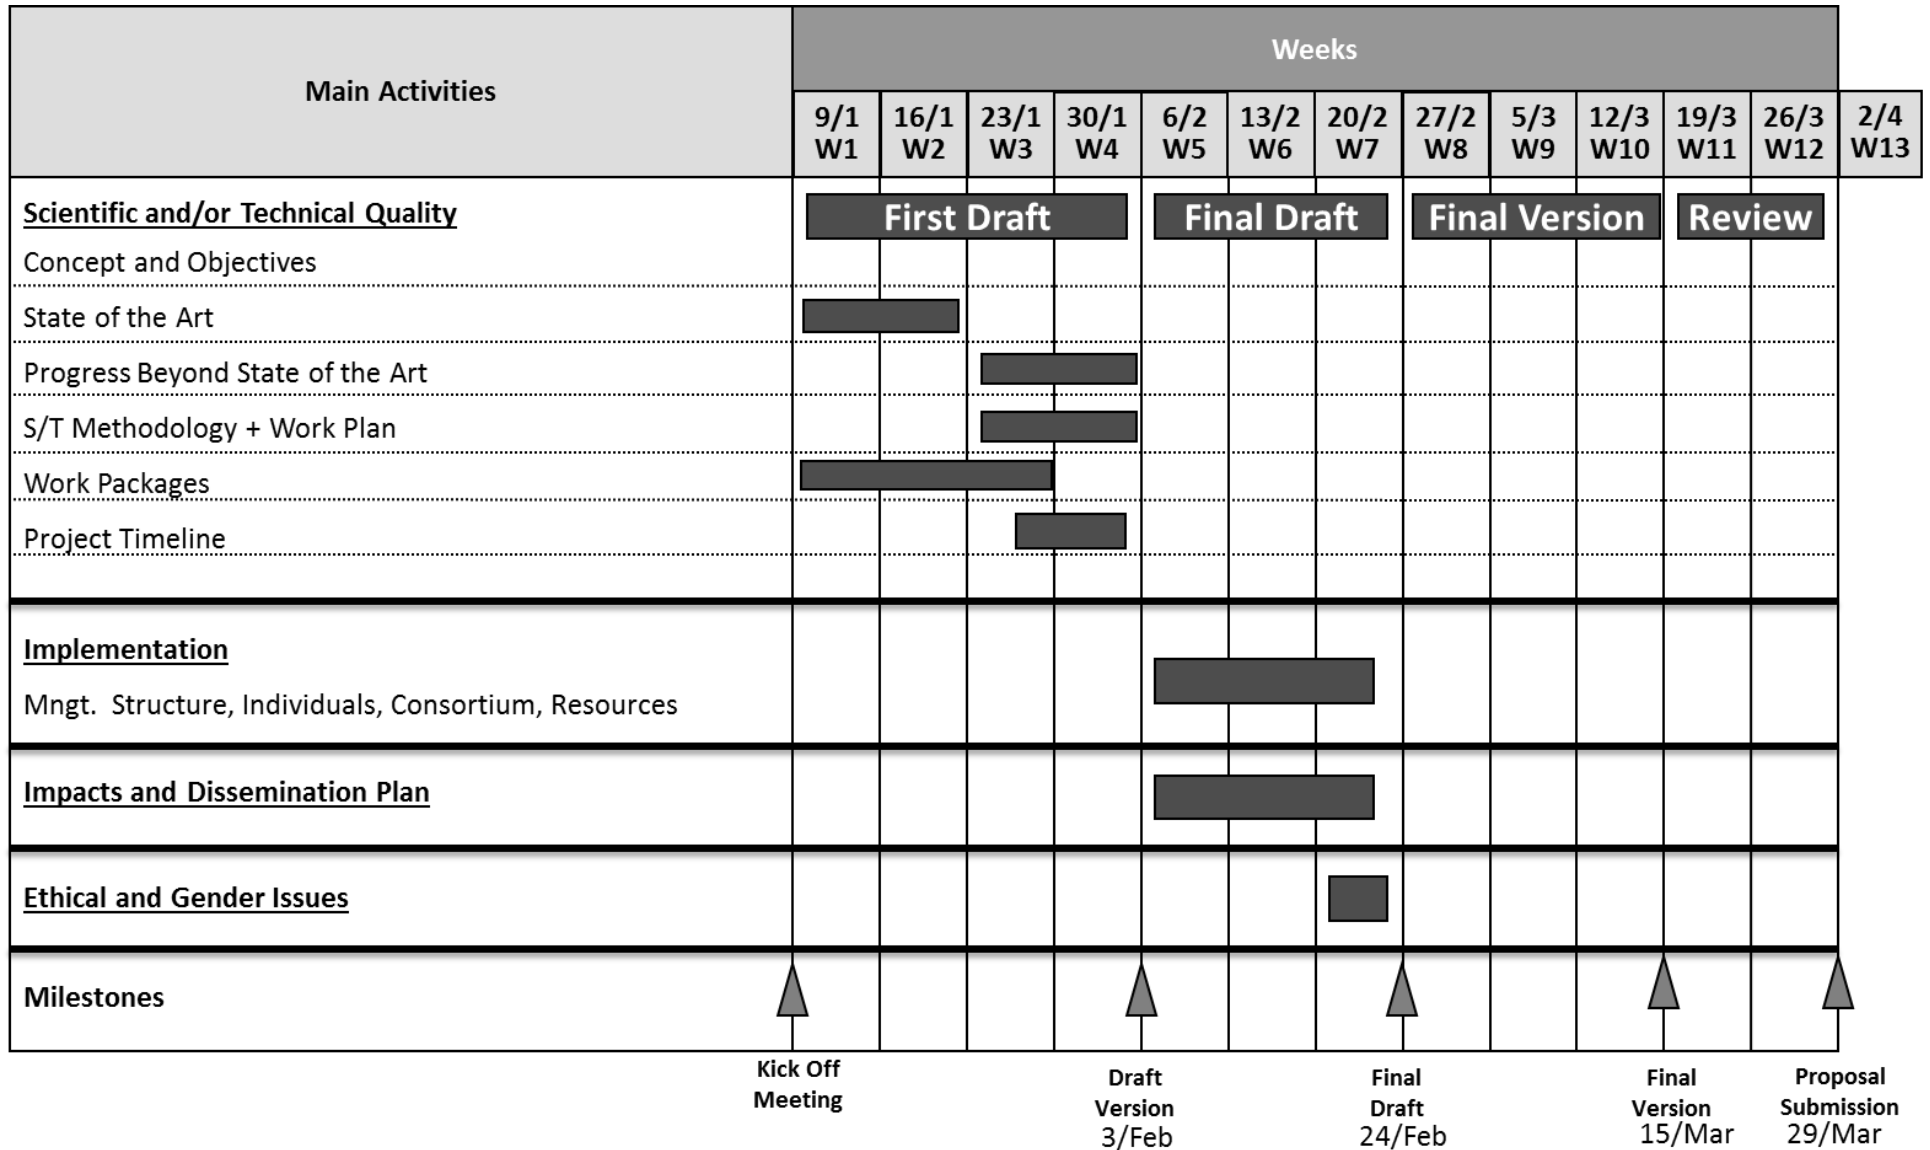 Main Activities
Weeks
9/1 16/1 23/1 30/1 6/2 13/2 20/2 27/2 5/3 12/3 19/3 26/3 2/4
W1 W2 W3 W4 W5 W6 W7 W8 W9 W10 W11 W12 W13
Scientific and/or Technical Quality
First Draft Final Draft Final Version Review
Concept and Objectives
State of the Art
Progress Beyond State of the Art
S/T Methodology + Work Plan
Work Packages
Project Timeline
Implementation
Mngt. Structure, Individuals, Consortium, Resources
Impacts and Dissemination Plan
Ethical and Gender Issues
Milestones
Kick Off
Meeting
Draft
Version
3/Feb
Final
Draft
24/Feb
Final
Version
15/Mar
Proposal
Submission
29/Mar